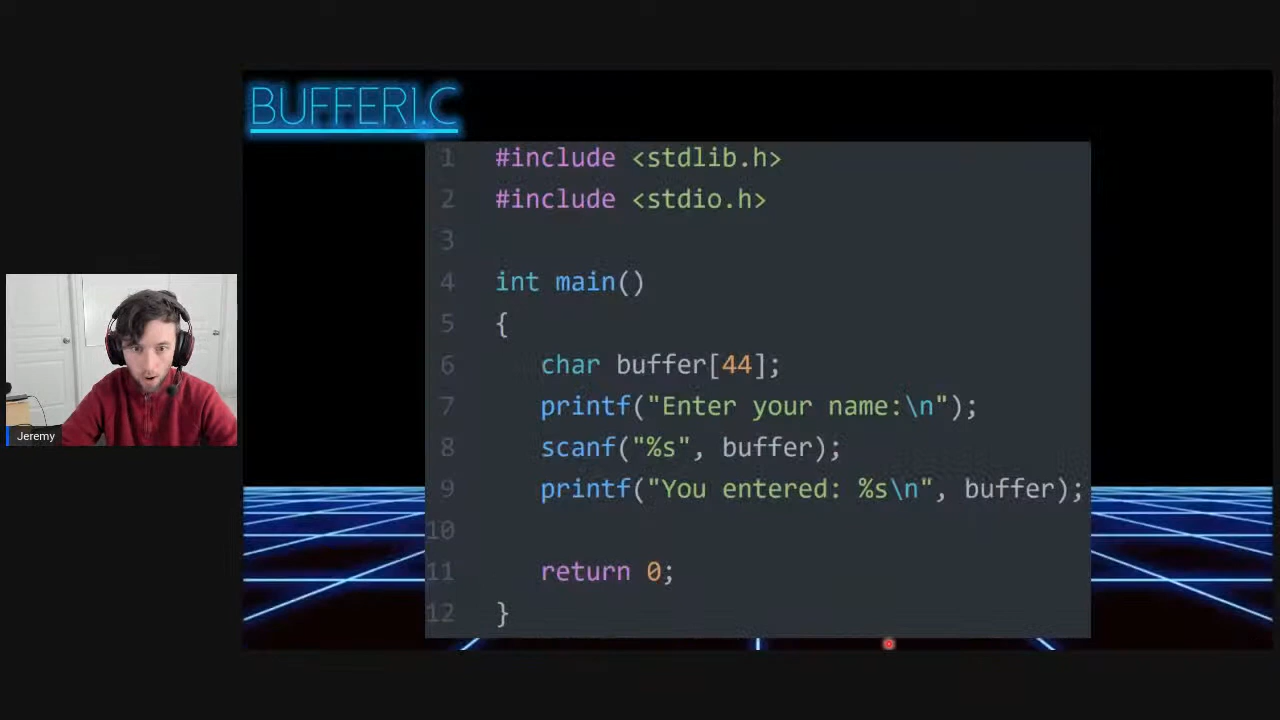 BUFFER1.C
1 #include <stdlib.h>
2 #include <stdio.h>
3
4 int main()
5 {
6 char buffer[44];
7 printf("Enter your name:\n");
8 scanf("%s", buffer);
9 printf("You entered: %s\n", buffer);
10
11 return 0;
12 }
Jeremy